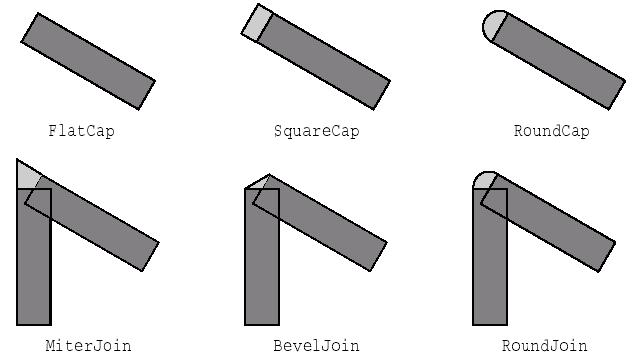 FlatCap SquareCap RoundCap
MiterJoin BevelJoin RoundJoin